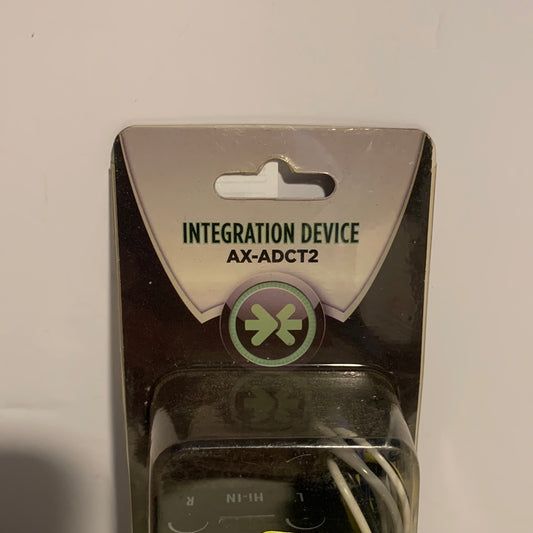 INTEGRATION DEVICE
AX-ADCT2
L Hi-IN R